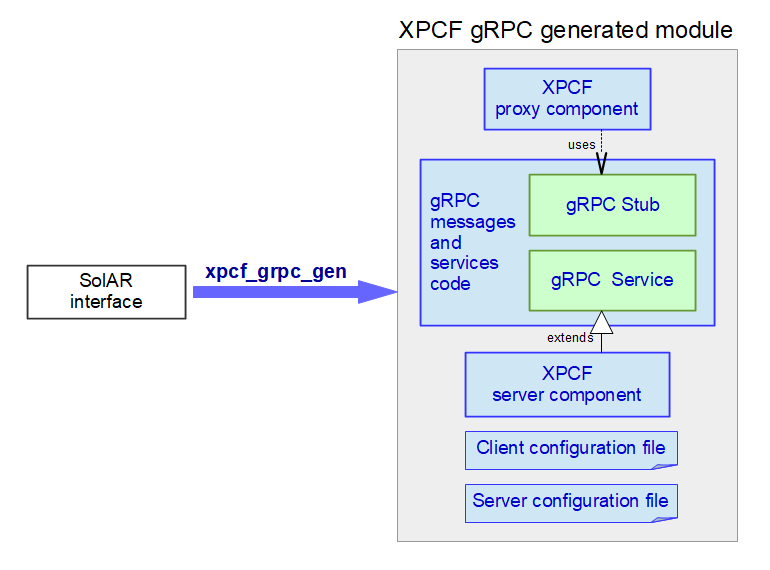 XPCF gRPC generated module
XPCF
proxy component
uses
gRPC
messages
and
services
code
gRPC Stub
gRPC Service
extends
XPCF
server component
Client configuration file
Server configuration file
xpcf_grpc_gen
SolAR
interface